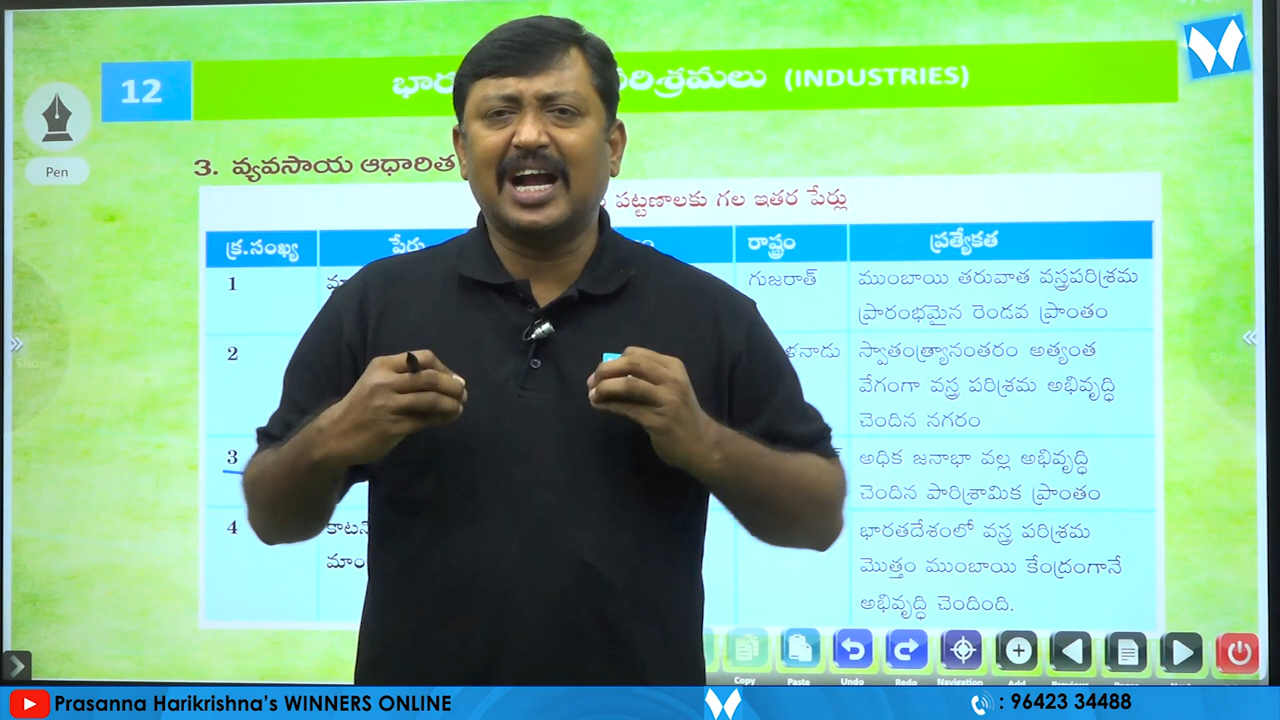 12
పరిశ్రమలు (INDUSTRIES)
Pen
3. వ్యవసాయ ఆధారిత
పట్టణాలకు గల ఇతర పేర్లు
క్ర.సంఖ్య పేరు రాష్ట్రం ప్రత్యేకత
1 గుజరాత్ ముంబాయి తరువాత వస్త్రపరిశ్రమ
ప్రారంభమైన రెండవ ప్రాంతం
2 స్వాతంత్ర్యానంతరం అత్యంత
వేగంగా వస్త్ర పరిశ్రమ అభివృద్ధి
చెందిన నగరం
3 అధిక జనాభా వల్ల అభివృద్ధి
చెందిన పారిశ్రామిక ప్రాంతం
4 భారతదేశంలో వస్త్ర పరిశ్రమ
మొత్తం ముంబాయి కేంద్రంగానే
అభివృద్ధి చెందింది.
Copy Paste Undo Redo Navigation Add
Prasanna Harikrishna's WINNERS ONLINE
: 96423 34488